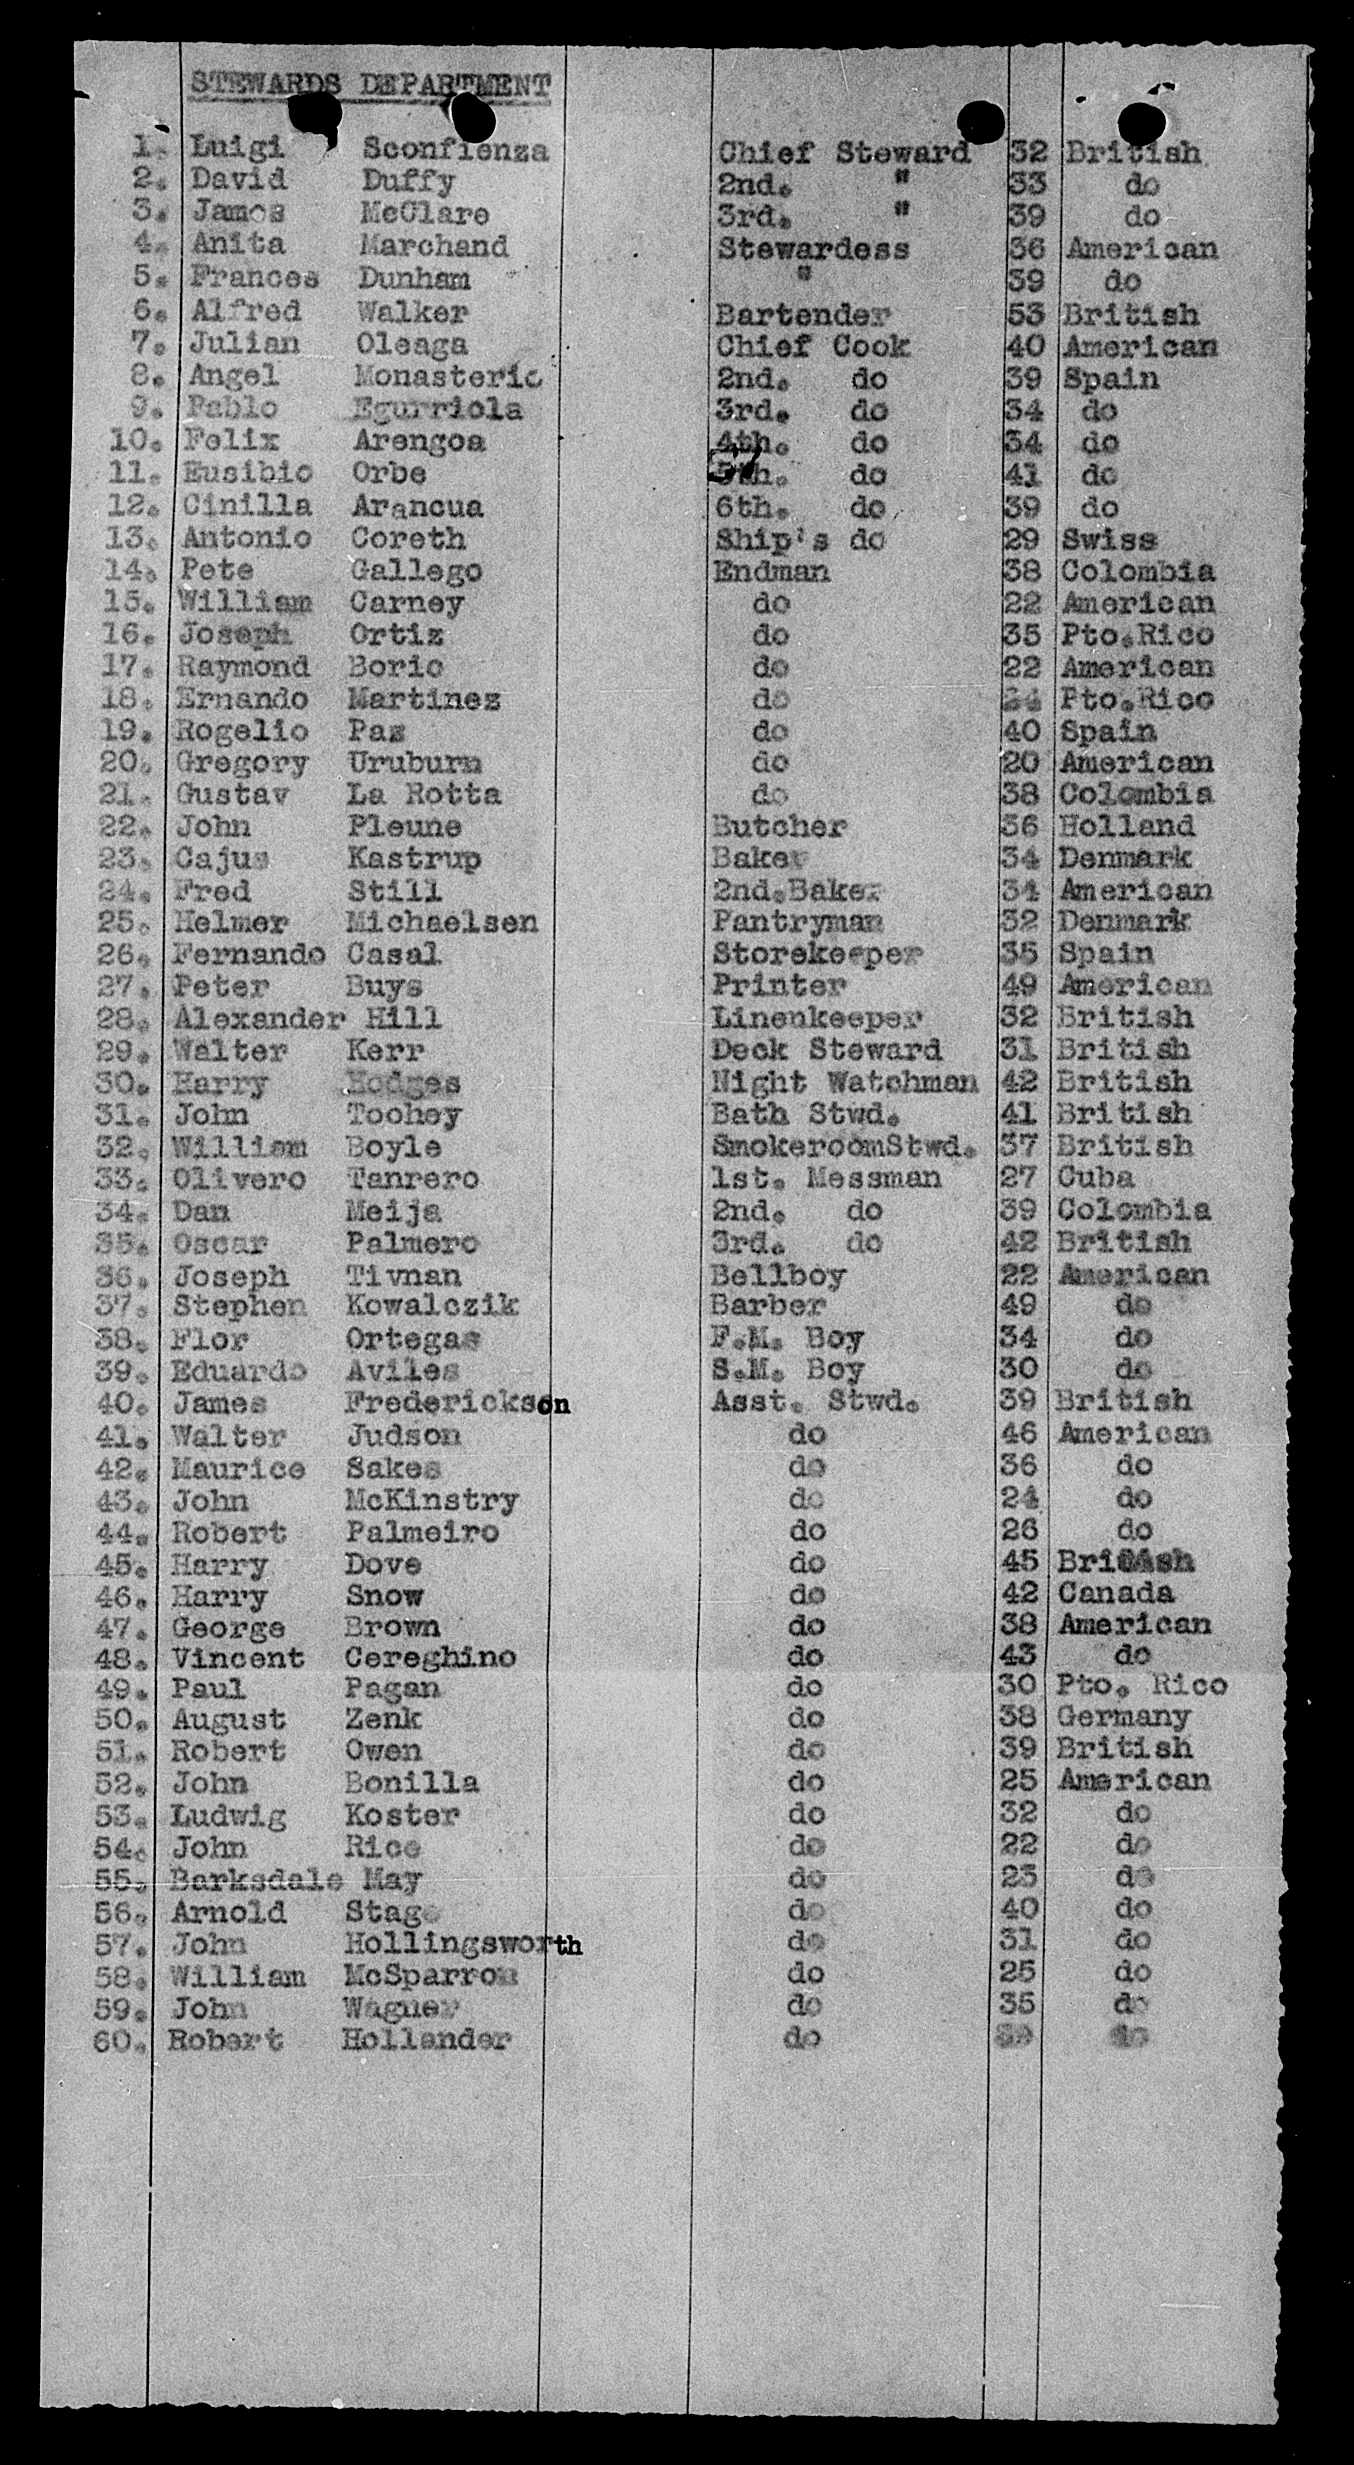 STEWARDS DEPARTMENT
1. Luigi Sconfienza Chief Steward 32 British
2. David Duffy 2nd. " 33 do
3. James McClare 3rd. " 39 do
4. Anita Marchand Stewardess 36 American
5. Frances Dunham " 39 do
6. Alfred Walker Bartender 53 British
7. Julian Oleaga Chief Cook 40 American
8. Angel Monasterio 2nd. do 39 Spain
9. Pablo Egurriola 3rd. do 34 do
10. Felix Arengoa 4th. do 34 do
11. Eusibio Orbe 5th. do 41 do
12. Cinilla Arancua 6th. do 39 do
13. Antonio Coreth Ship's do 29 Swiss
14. Pete Gallego Endman 38 Colombia
15. William Carney do 22 American
16. Joseph Ortiz do 35 Pto.Rico
17. Raymond Boric do 22 American
18. Ernando Martinez do 24 Pto.Rico
19. Rogelio Paz do 40 Spain
20. Gregory Uruburn do 20 American
21. Gustav La Rotta do 38 Colombia
22. John Pleune Butcher 36 Holland
23. Cajus Kastrup Baker 34 Denmark
24. Fred Still 2nd.Baker 34 American
25. Helmer Michaelsen Pantryman 32 Denmark
26. Fernando Casal Storekeeper 35 Spain
27. Peter Buys Printer 49 American
28. Alexander Hill Linenkeeper 32 British
29. Walter Kerr Deck Steward 31 British
30. Harry Hodges Night Watchman 42 British
31. John Toohey Bath Stwd. 41 British
32. William Boyle SmokeroomStwd. 37 British
33. Olivero Tanrero 1st. Messman 27 Cuba
34. Dan Meija 2nd. do 39 Colombia
35. Oscar Palmero 3rd. do 42 British
36. Joseph Tivnan Bellboy 22 American
37. Stephen Kowalczik Barber 49 do
38. Flor Ortegas F.M. Boy 34 do
39. Eduardo Aviles S.M. Boy 30 do
40. James Frederickson Asst. Stwd. 39 British
41. Walter Judson do 46 American
42. Maurice Sakes do 36 do
43. John McKinstry do 24 do
44. Robert Palmeiro do 26 do
45. Harry Dove do 45 British
46. Harry Snow do 42 Canada
47. George Brown do 38 American
48. Vincent Cereghino do 43 do
49. Paul Pagan do 30 Pto. Rico
50. August Zenk do 38 Germany
51. Robert Owen do 39 British
52. John Bonilla do 25 American
53. Ludwig Koster do 32 do
54. John Rice do 22 do
55. Barksdale May do 23 do
56. Arnold Stage do 40 do
57. John Hollingsworth do 31 do
58. William McSparron do 25 do
59. John Wagner do 35 do
60. Robert Hollander do do